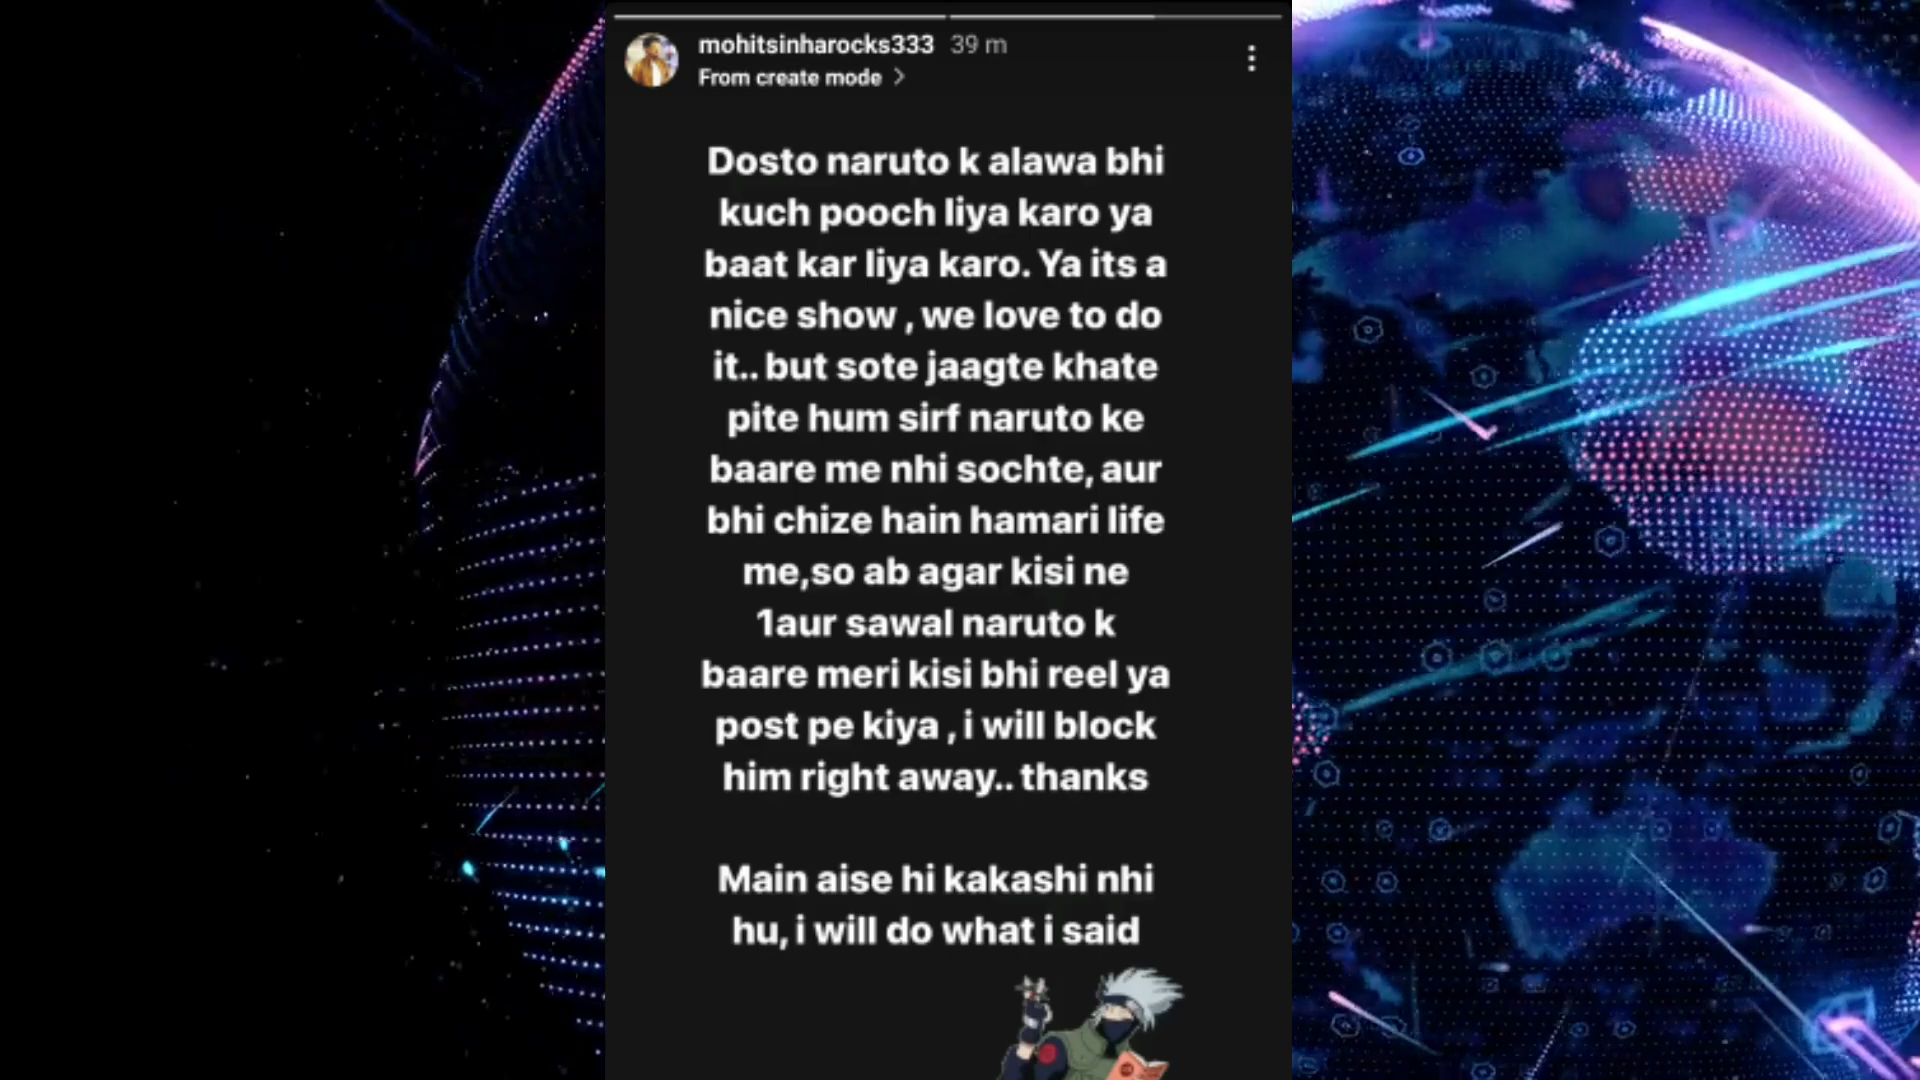 mohitsinharocks333 39 m
From create mode >
Dosto naruto k alawa bhi
kuch pooch liya karo ya
baat kar liya karo. Ya its a
nice show , we love to do
it.. but sote jaagte khate
pite hum sirf naruto ke
baare me nhi sochte, aur
bhi chize hain hamari life
me,so ab agar kisi ne
1aur sawal naruto k
baare meri kisi bhi reel ya
post pe kiya , i will block
him right away.. thanks
Main aise hi kakashi nhi
hu, i will do what i said